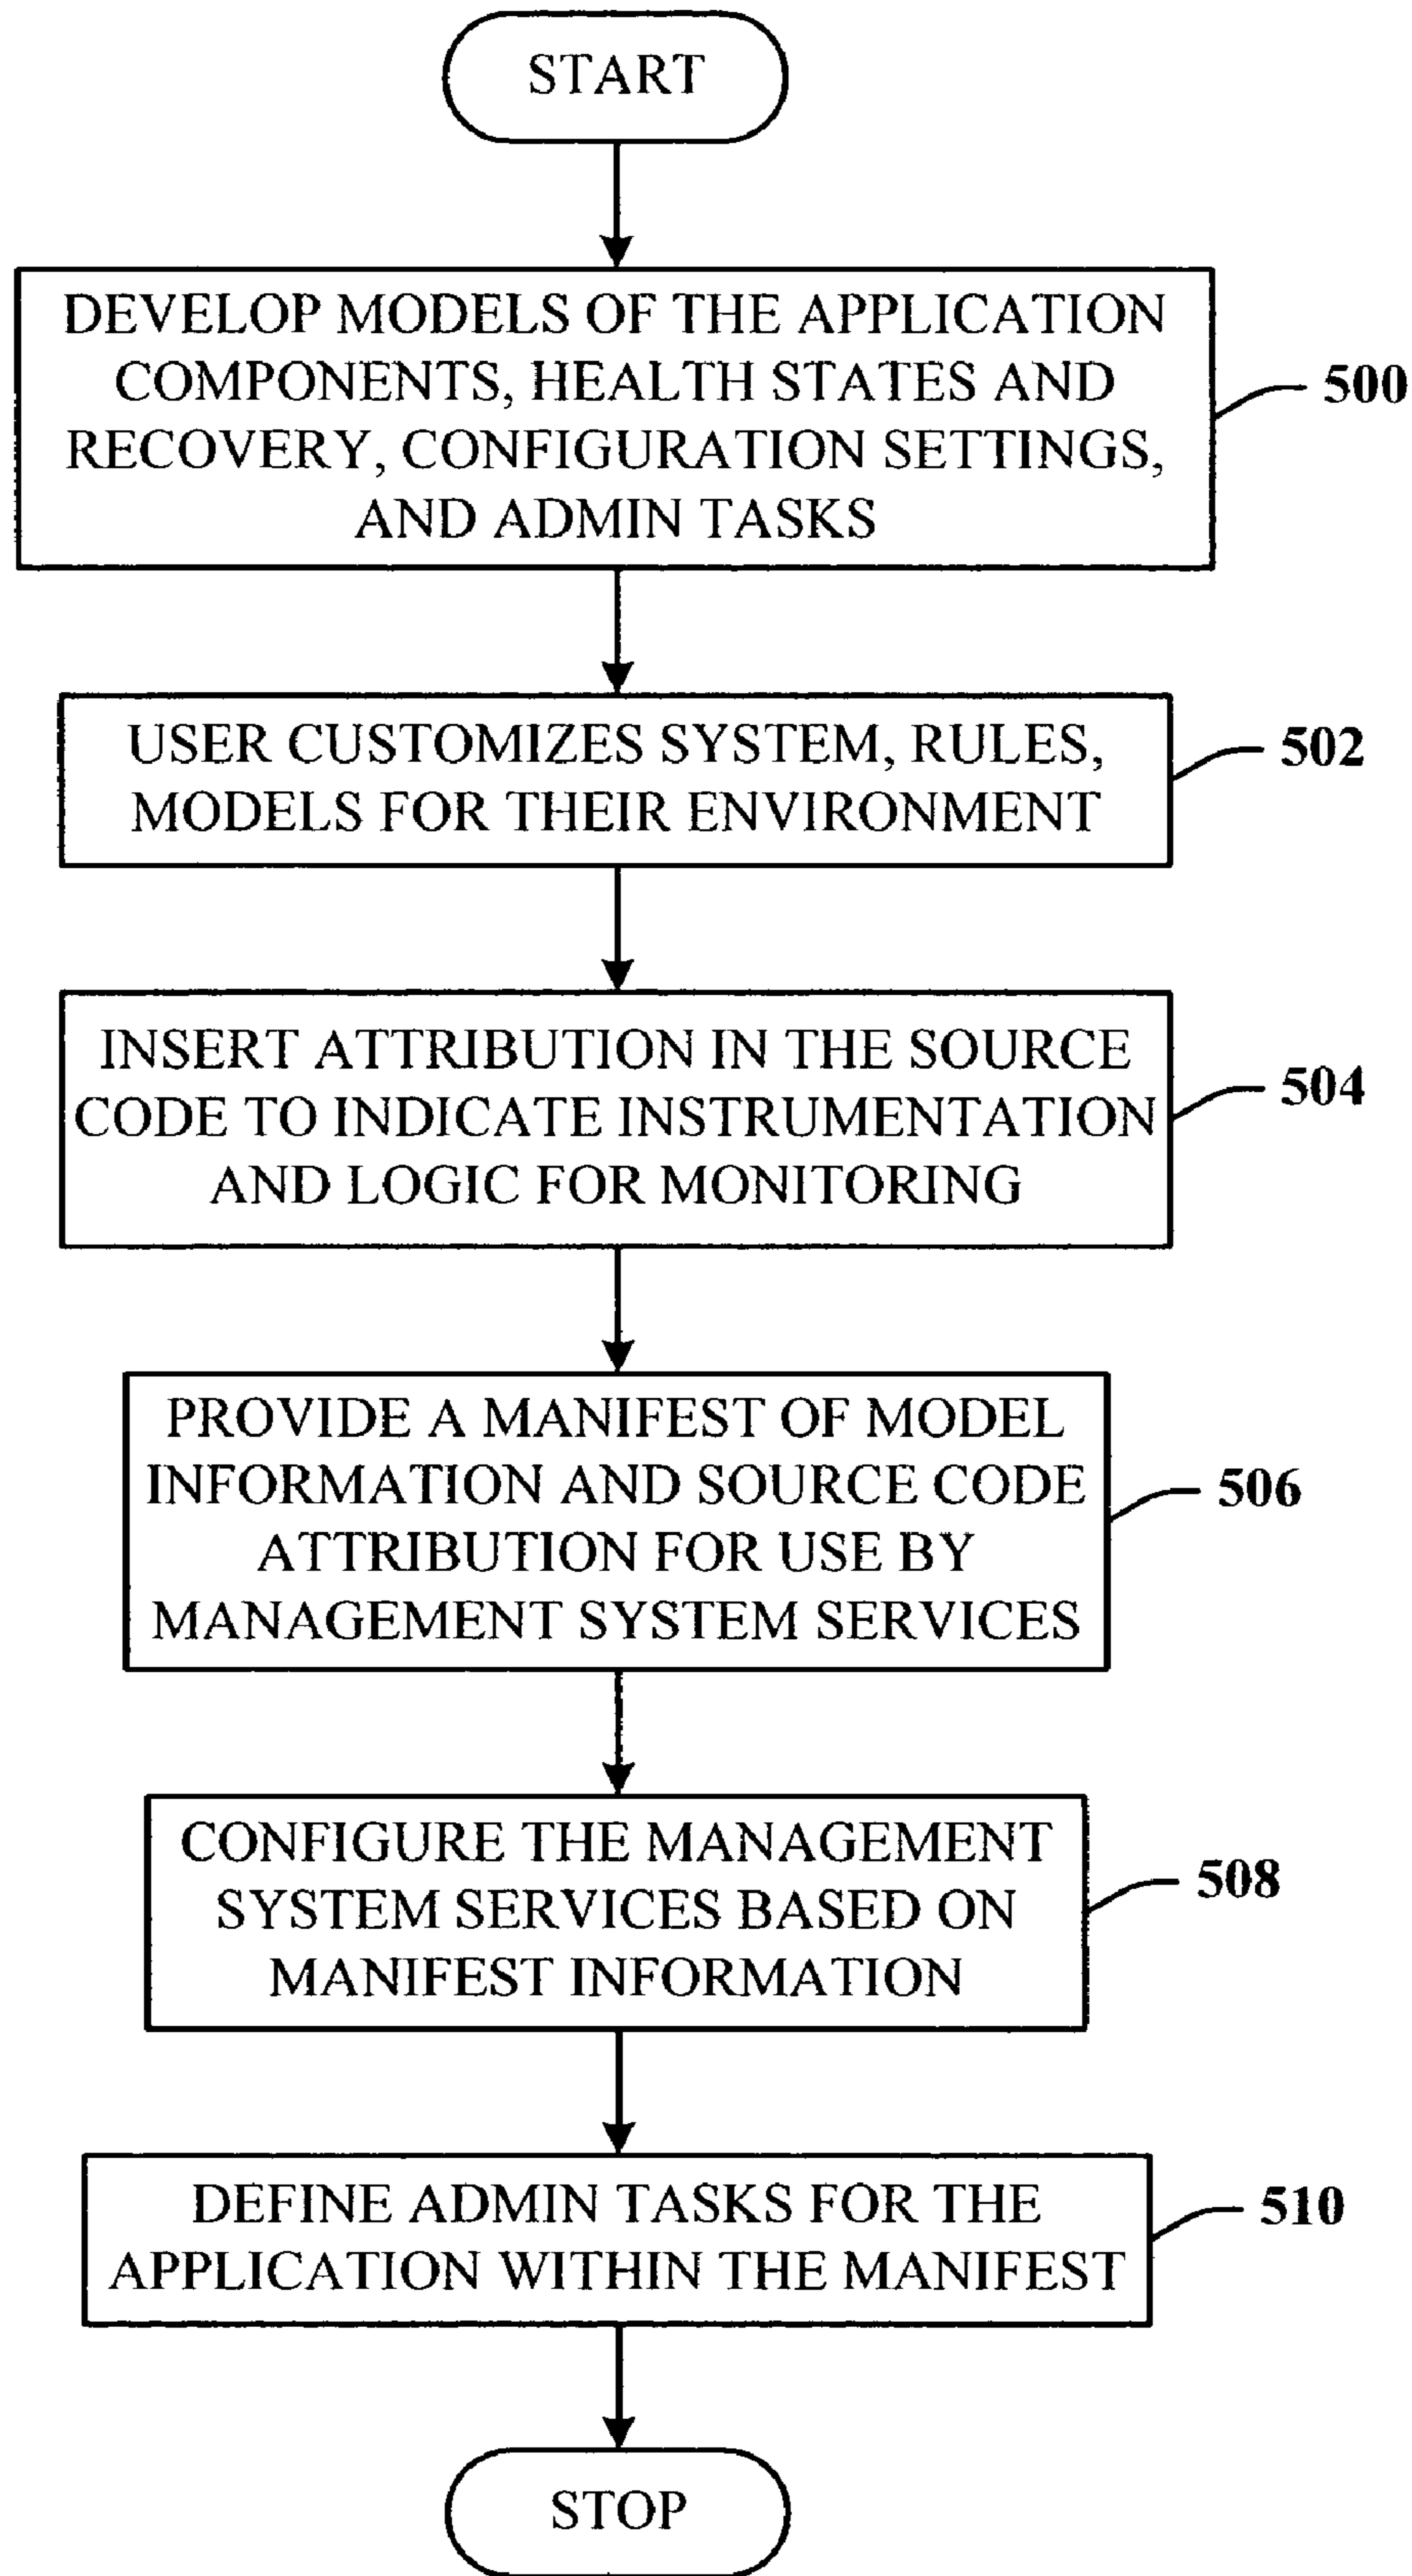 START
DEVELOP MODELS OF THE APPLICATION
COMPONENTS, HEALTH STATES AND
RECOVERY, CONFIGURATION SETTINGS,
AND ADMIN TASKS
500
USER CUSTOMIZES SYSTEM, RULES,
MODELS FOR THEIR ENVIRONMENT
502
INSERT ATTRIBUTION IN THE SOURCE
CODE TO INDICATE INSTRUMENTATION
AND LOGIC FOR MONITORING
504
PROVIDE A MANIFEST OF MODEL
INFORMATION AND SOURCE CODE
ATTRIBUTION FOR USE BY
MANAGEMENT SYSTEM SERVICES
506
CONFIGURE THE MANAGEMENT
SYSTEM SERVICES BASED ON
MANIFEST INFORMATION
508
DEFINE ADMIN TASKS FOR THE
APPLICATION WITHIN THE MANIFEST
510
STOP